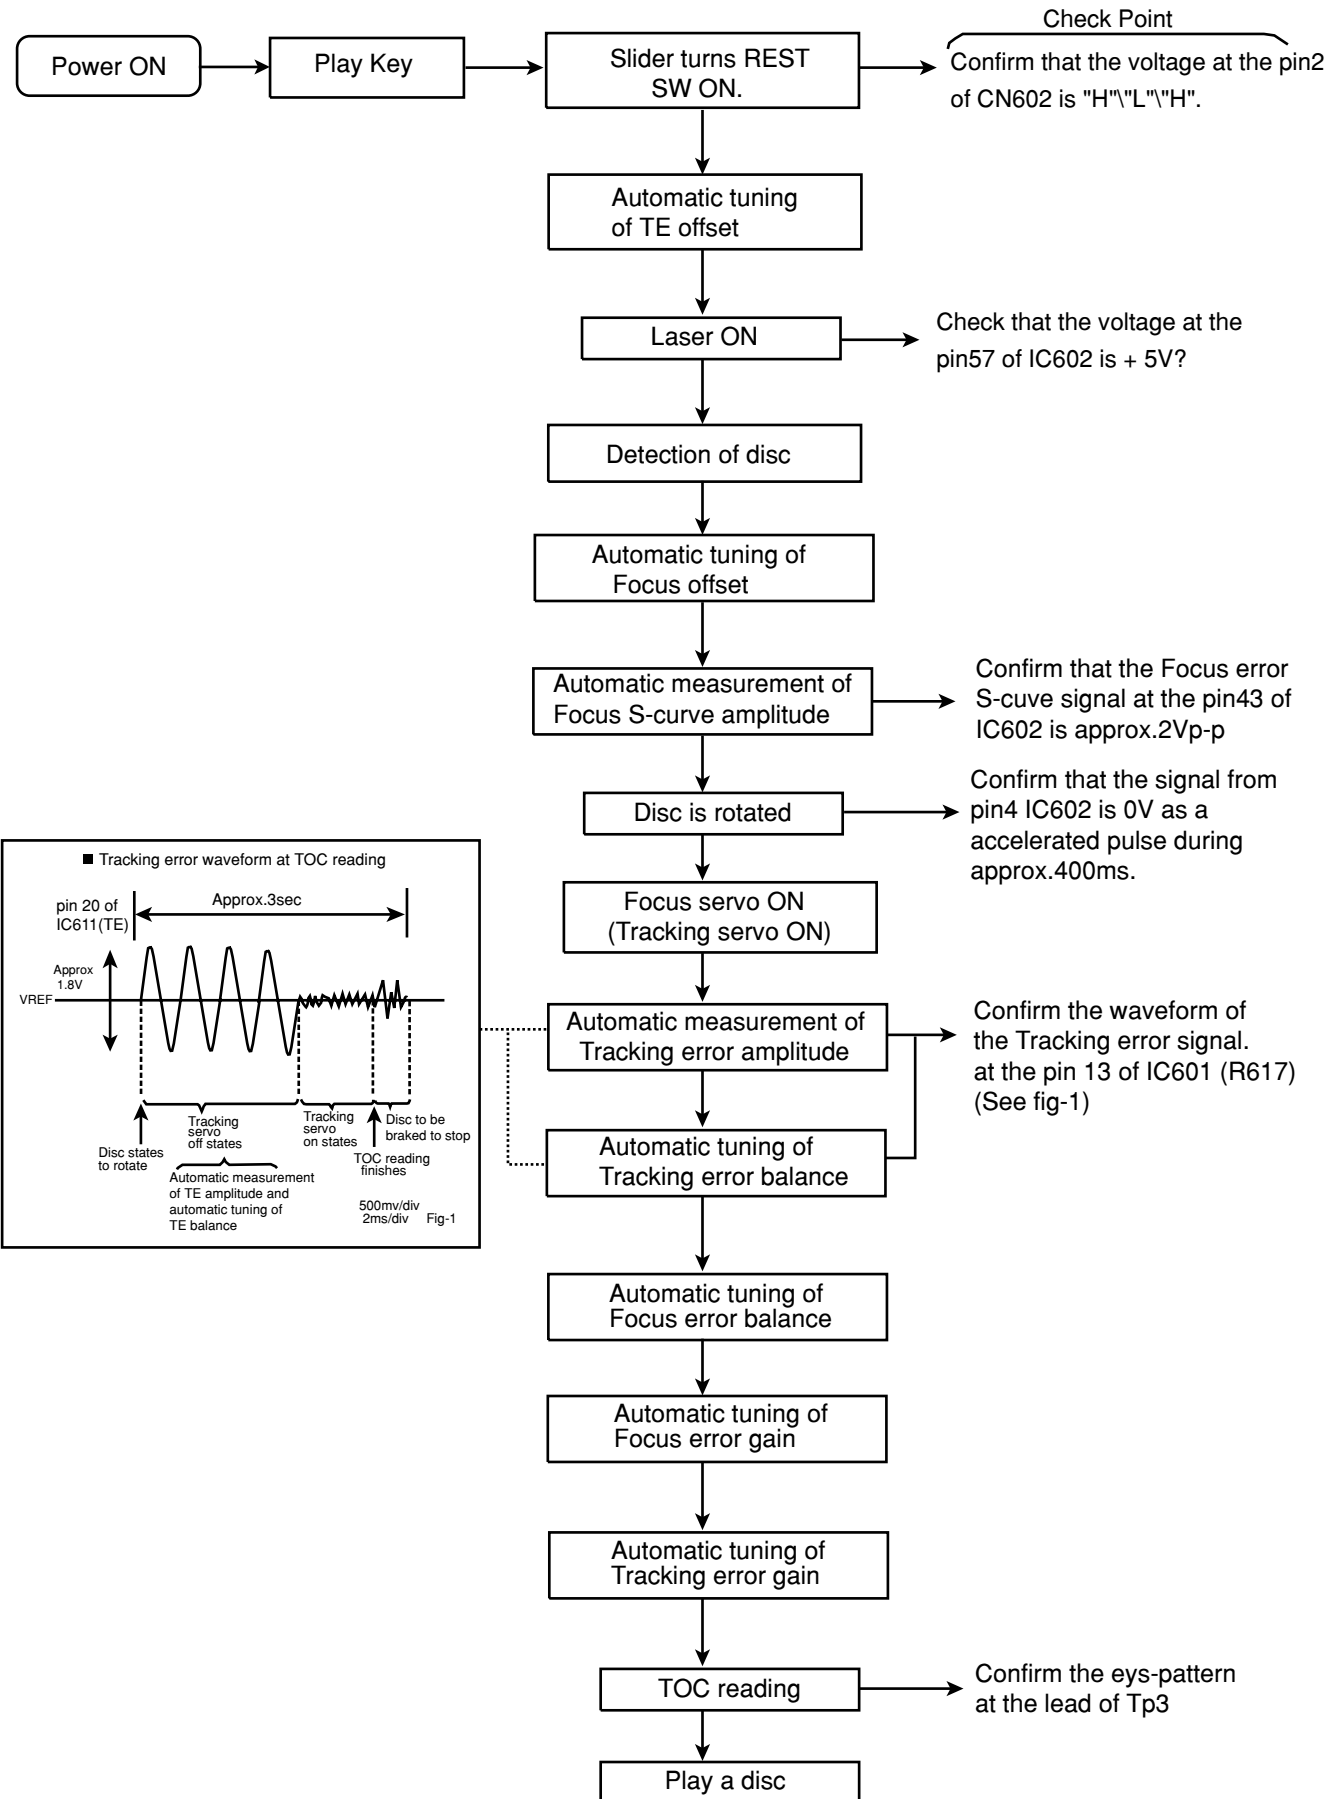 Check Point
Power ON
Play Key
Slider turns REST
SW ON.
Confirm that the voltage at the pin2
of CN602 is "H"\"L"\"H".
Automatic tuning
of TE offset
Laser ON
Check that the voltage at the
pin57 of IC602 is + 5V?
Detection of disc
Automatic tuning of
Focus offset
Automatic measurement of
Focus S-curve amplitude
Confirm that the Focus error
S-cuve signal at the pin43 of
IC602 is approx.2Vp-p
Disc is rotated
Confirm that the signal from
pin4 IC602 is 0V as a
accelerated pulse during
approx.400ms.
Focus servo ON
(Tracking servo ON)
■ Tracking error waveform at TOC reading
pin 20 of
IC611(TE)
Approx.3sec
Approx
1.8V
VREF
Disc states
to rotate
Tracking
servo
off states
Tracking
servo
on states
Disc to be
braked to stop
TOC reading
finishes
Automatic measurement
of TE amplitude and
automatic tuning of
TE balance
500mv/div
2ms/div
Fig-1
Automatic measurement of
Tracking error amplitude
Confirm the waveform of
the Tracking error signal.
at the pin 13 of IC601 (R617)
(See fig-1)
Automatic tuning of
Tracking error balance
Automatic tuning of
Focus error balance
Automatic tuning of
Focus error gain
Automatic tuning of
Tracking error gain
TOC reading
Confirm the eys-pattern
at the lead of Tp3
Play a disc